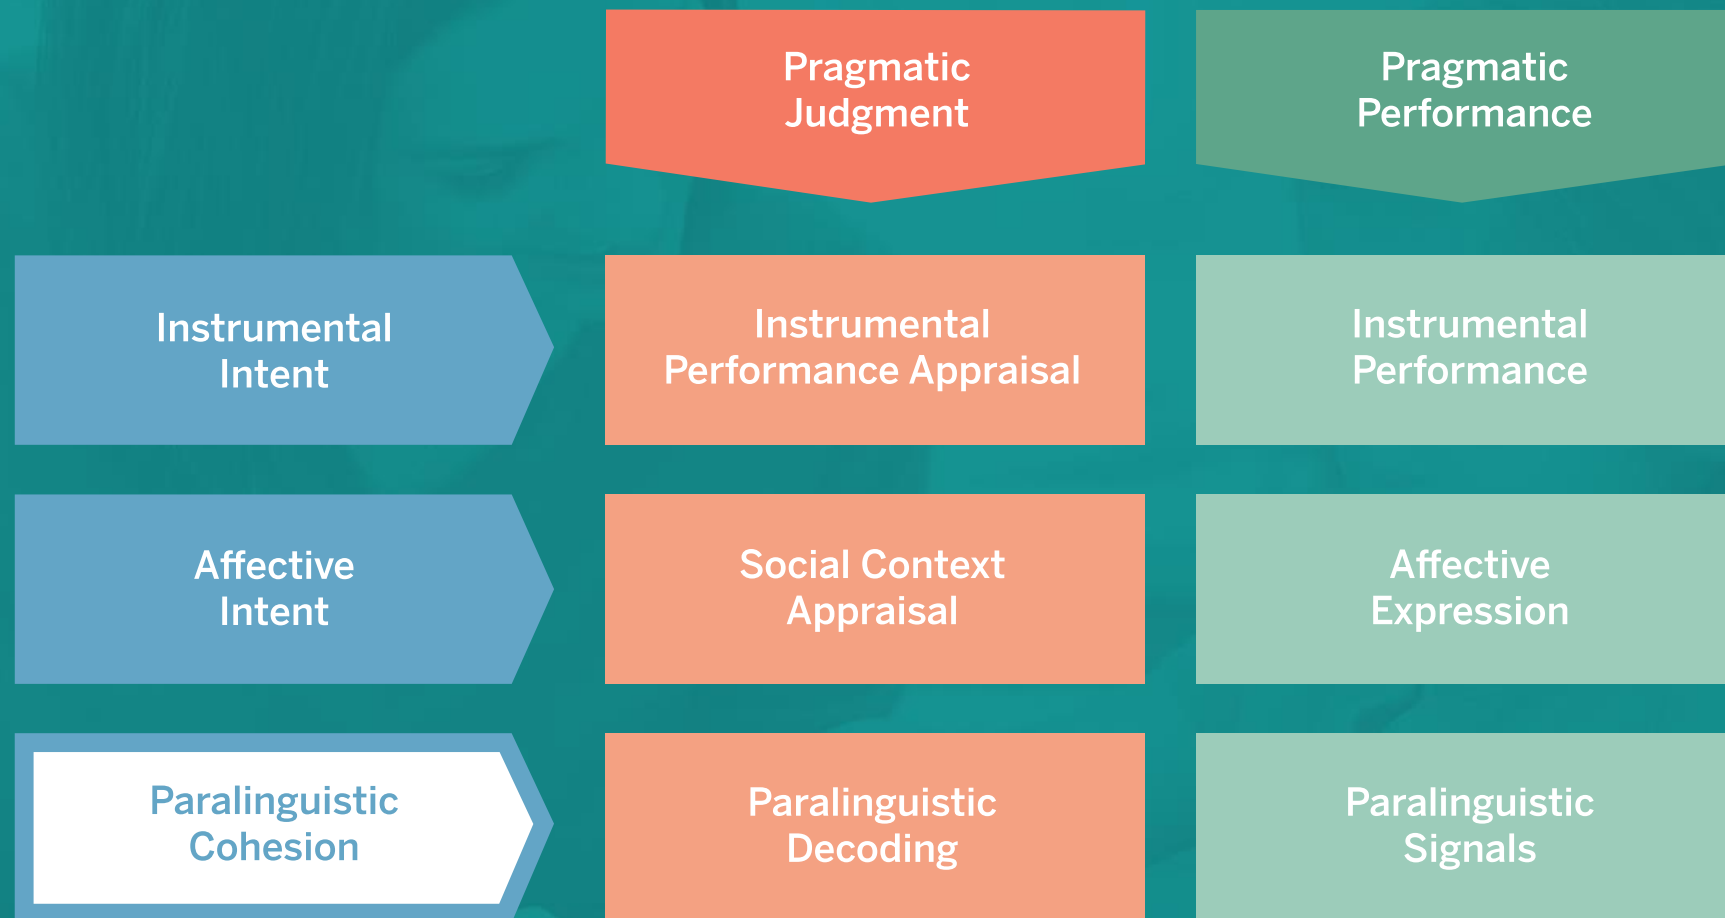 Pragmatic
Judgment
Pragmatic
Performance
Instrumental
Intent
Instrumental
Performance Appraisal
Instrumental
Performance
Affective
Intent
Social Context
Appraisal
Affective
Expression
Paralinguistic
Cohesion
Paralinguistic
Decoding
Paralinguistic
Signals